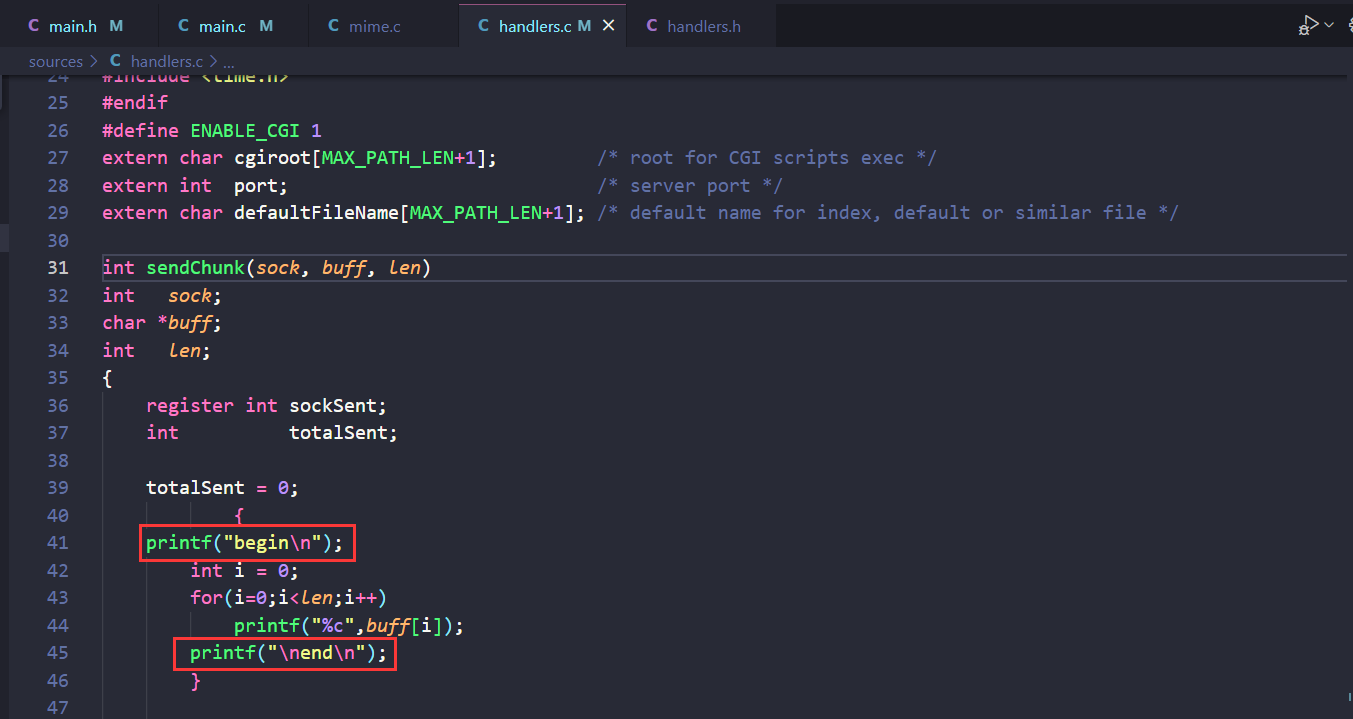 C main.h M C main.c M C mime.c C handlers.c M × C handlers.h
sources > C handlers.c > ...
24 #include <time.h>
25 #endif
26 #define ENABLE_CGI 1
27 extern char cgiroot[MAX_PATH_LEN+1]; /* root for CGI scripts exec */
28 extern int port; /* server port */
29 extern char defaultFileName[MAX_PATH_LEN+1]; /* default name for index, default or similar file */
30
31 int sendChunk(sock, buff, len)
32 int sock;
33 char *buff;
34 int len;
35 {
36 register int sockSent;
37 int totalSent;
38
39 totalSent = 0;
40 {
41 printf("begin\n");
42 int i = 0;
43 for(i=0;i<len;i++)
44 printf("%c",buff[i]);
45 printf("\nend\n");
46 }
47